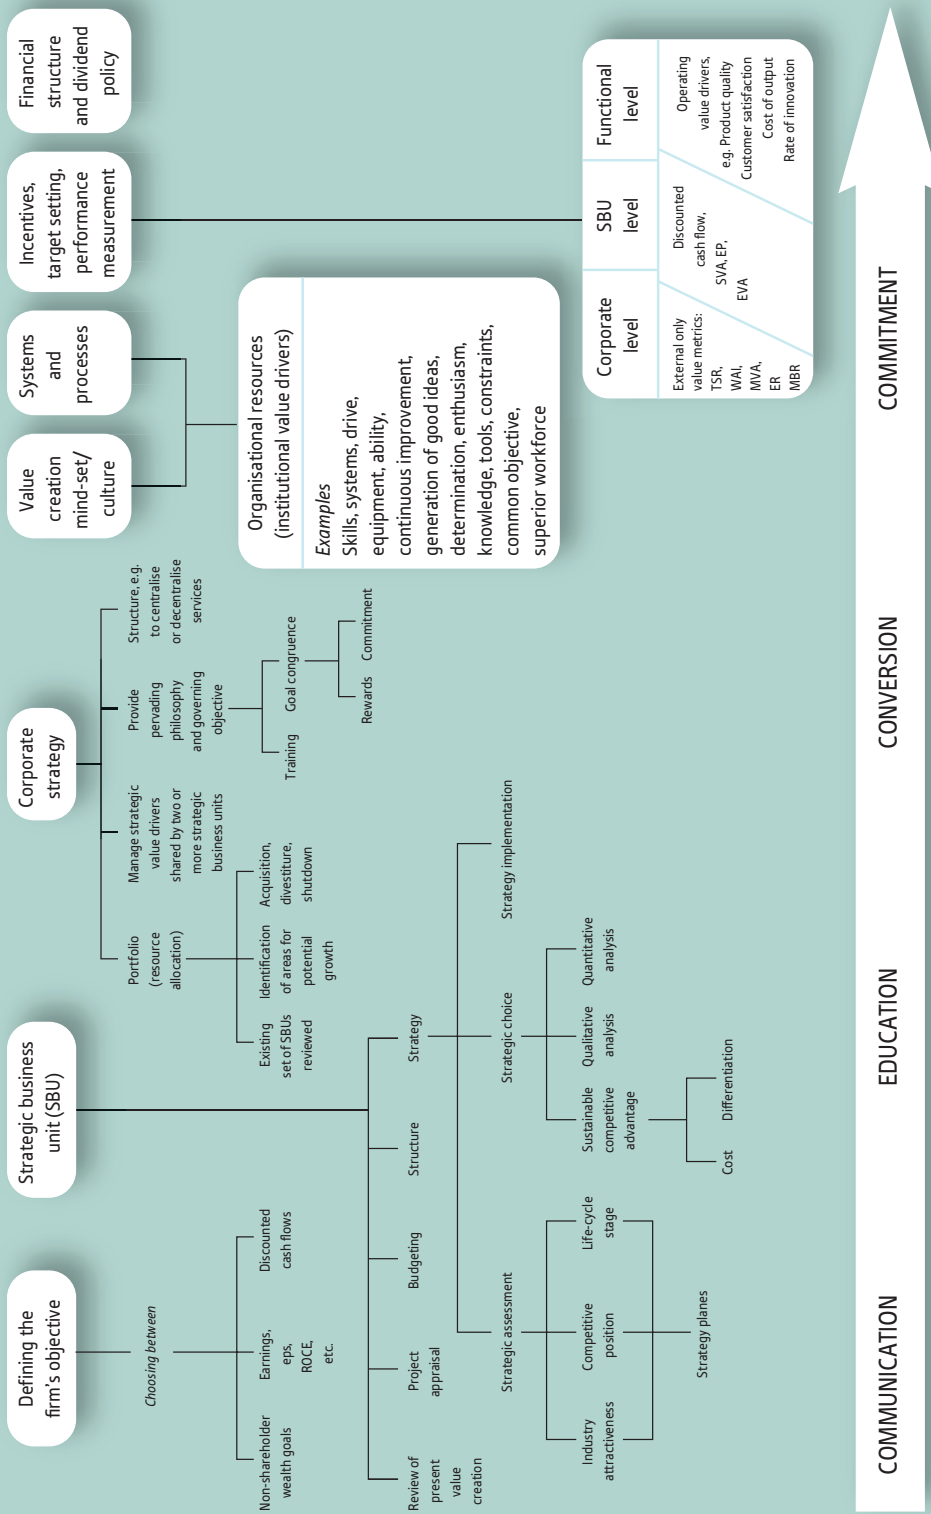 Defining the
firm's objective
Choosing between
Non-shareholder
wealth goals
Earnings,
eps,
ROCE,
etc.
Discounted
cash flows
Strategic business
unit (SBU)
Review of
present
value
creation
Project
appraisal
Budgeting
Structure
Strategy
Strategic assessment
Industry
attractiveness
Competitive
position
Life-cycle
stage
Strategy planes
Strategic choice
Sustainable
competitive
advantage
Cost
Differentiation
Qualitative
analysis
Quantitative
analysis
Strategy implementation
Corporate
strategy
Portfolio
(resource
allocation)
Existing
set of SBUs
reviewed
Identification
of areas for
potential
growth
Acquisition,
divestiture,
shutdown
Manage strategic
value drivers
shared by two or
more strategic
business units
Provide
pervading
philosophy
and governing
objective
Training
Goal congruence
Rewards
Commitment
Structure, e.g.
to centralise
or decentralise
services
Value
creation
mind-set/
culture
Systems
and
processes
Organisational resources
(institutional value drivers)
Examples
Skills, systems, drive,
equipment, ability,
continuous improvement,
generation of good ideas,
determination, enthusiasm,
knowledge, tools, constraints,
common objective,
superior workforce
Incentives,
target setting,
performance
measurement
Corporate
level
External only
value metrics:
TSR,
WAI,
MVA,
ER
MBR
SBU
level
Discounted
cash flow,
SVA, EP,
EVA
Functional
level
Operating
value drivers,
e.g. Product quality
Customer satisfaction
Cost of output
Rate of innovation
Financial
structure
and dividend
policy
COMMUNICATION
EDUCATION
CONVERSION
COMMITMENT